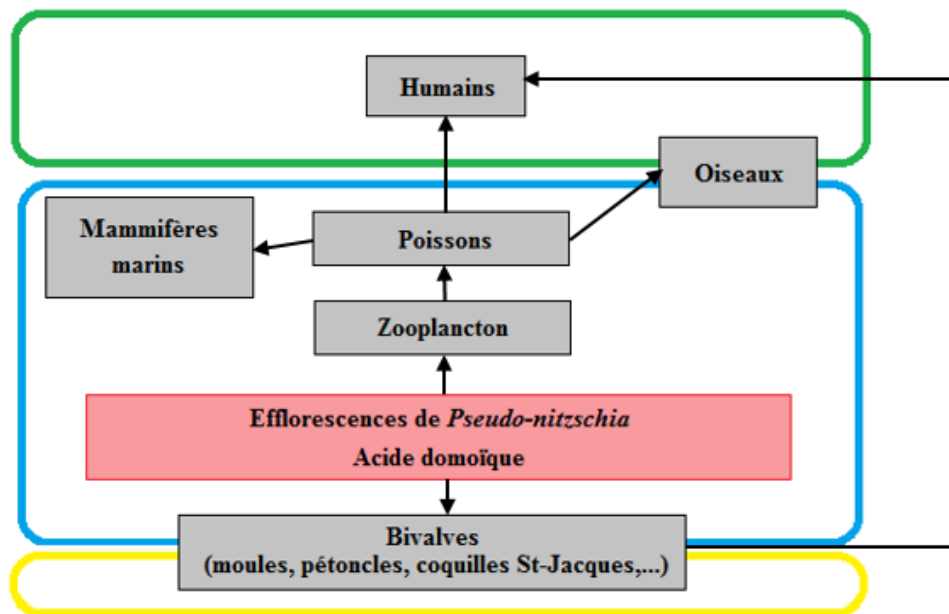 Humains
Oiseaux
Mammifères
marins
Poissons
Zooplancton
Efflorescences de Pseudo-nitzschia
Acide domoïque
Bivalves
(moules, pétoncles, coquilles St-Jacques,...)